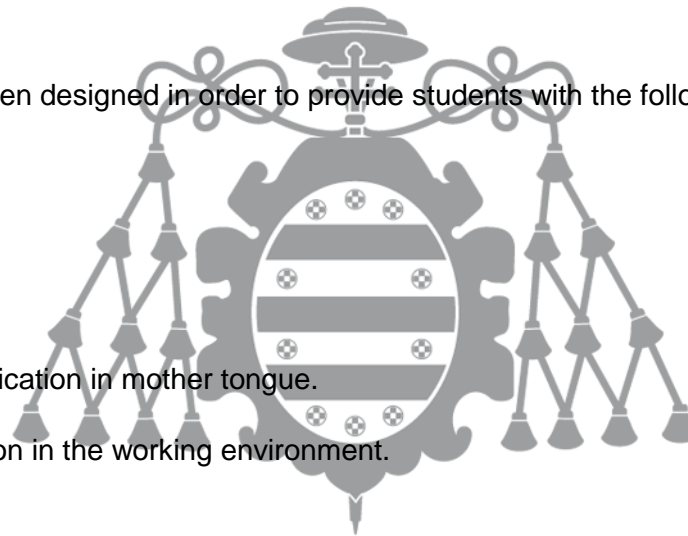 en designed in order to provide students with the follo
ication in mother tongue.
on in the working environment.